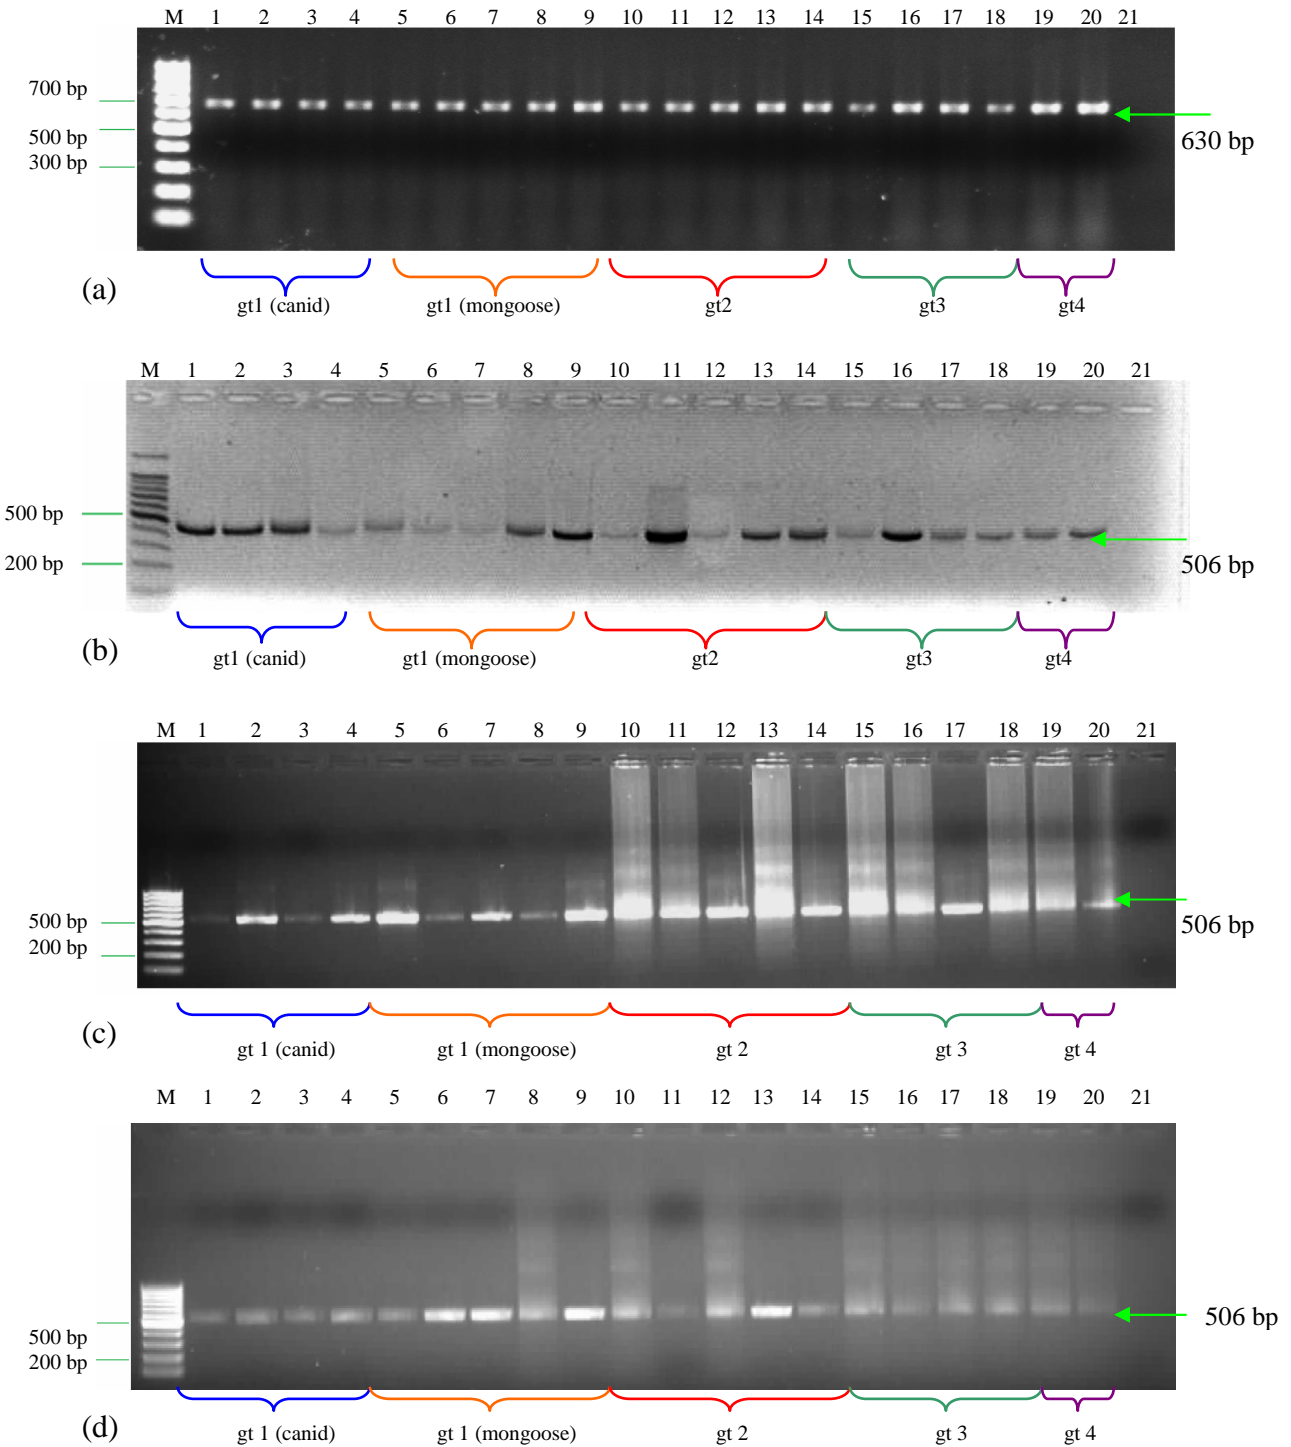 M 1 2 3 4 5 6 7 8 9 10 11 12 13 14 15 16 17 18 19 20 21
700 bp
500 bp
630 bp
300 bp
(a)
gt1 (canid) gt1 (mongoose) gt2 gt3 gt4
M 1 2 3 4 5 6 7 8 9 10 11 12 13 14 15 16 17 18 19 20 21
500 bp
200 bp 506 bp
(b)
gt1 (canid) gt1 (mongoose) gt2 gt3 gt4
M 1 2 3 4 5 6 7 8 9 10 11 12 13 14 15 16 17 18 19 20 21
500 bp 506 bp
200 bp
(c)
gt 1 (canid) gt 1 (mongoose) gt 2 gt 3 gt 4
M 1 2 3 4 5 6 7 8 9 10 11 12 13 14 15 16 17 18 19 20 21
506 bp
500 bp
200 bp
(d)
gt 1 (canid) gt 1 (mongoose) gt 2 gt 3 gt 4